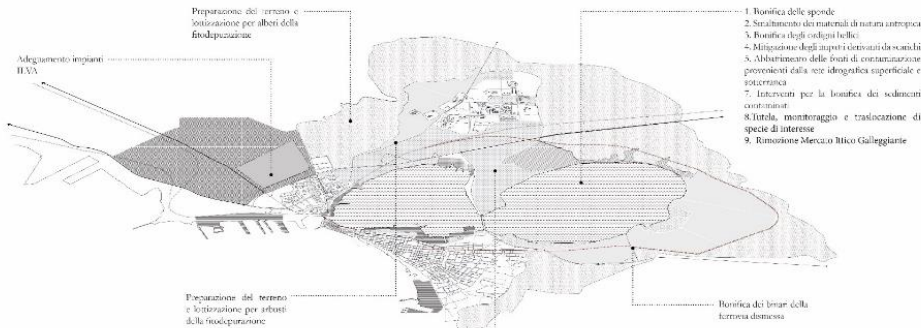 Preparazione del terreno e
lottizzazione per alberi della
fitodepurazione
Adeguamento impianti
ILVA
1. Bonifica delle sponde
2. Smaltimento dei materiali di natura antropica
3. Bonifica degli ordigni bellici
4. Mitigazione degli impatti derivanti da scarichi
5. Abbattimento delle fonti di contaminazione
provenienti dalla rete idrografica superficiale e
sotterranea
7. Interventi per la bonifica dei sedimenti
contaminati
8.Tutela, monitoraggio e traslocazione di
specie di interesse
9. Rimozione Mercato Ittico Galleggiante
Preparazione del terreno
e lottizzazione per arbusti
della fitodepurazione
Bonifica dei binari della
ferrovia dismessa